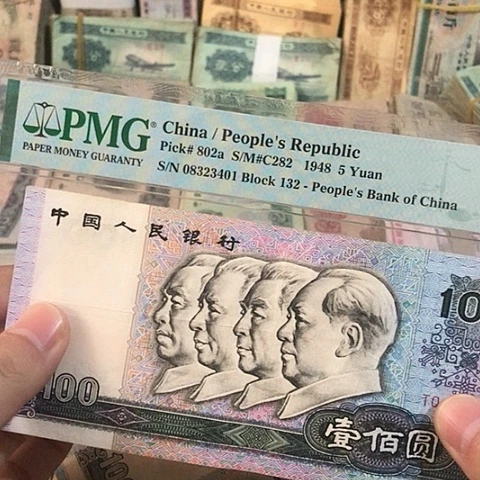 PMG®
PAPER MONEY GUARANTY
China / People's Republic
Pick# 802a S/M#C282 1948 5 Yuan
S/N 08323401 Block 132 - People's Bank of China
中国人民银行
10
100
壹佰圆